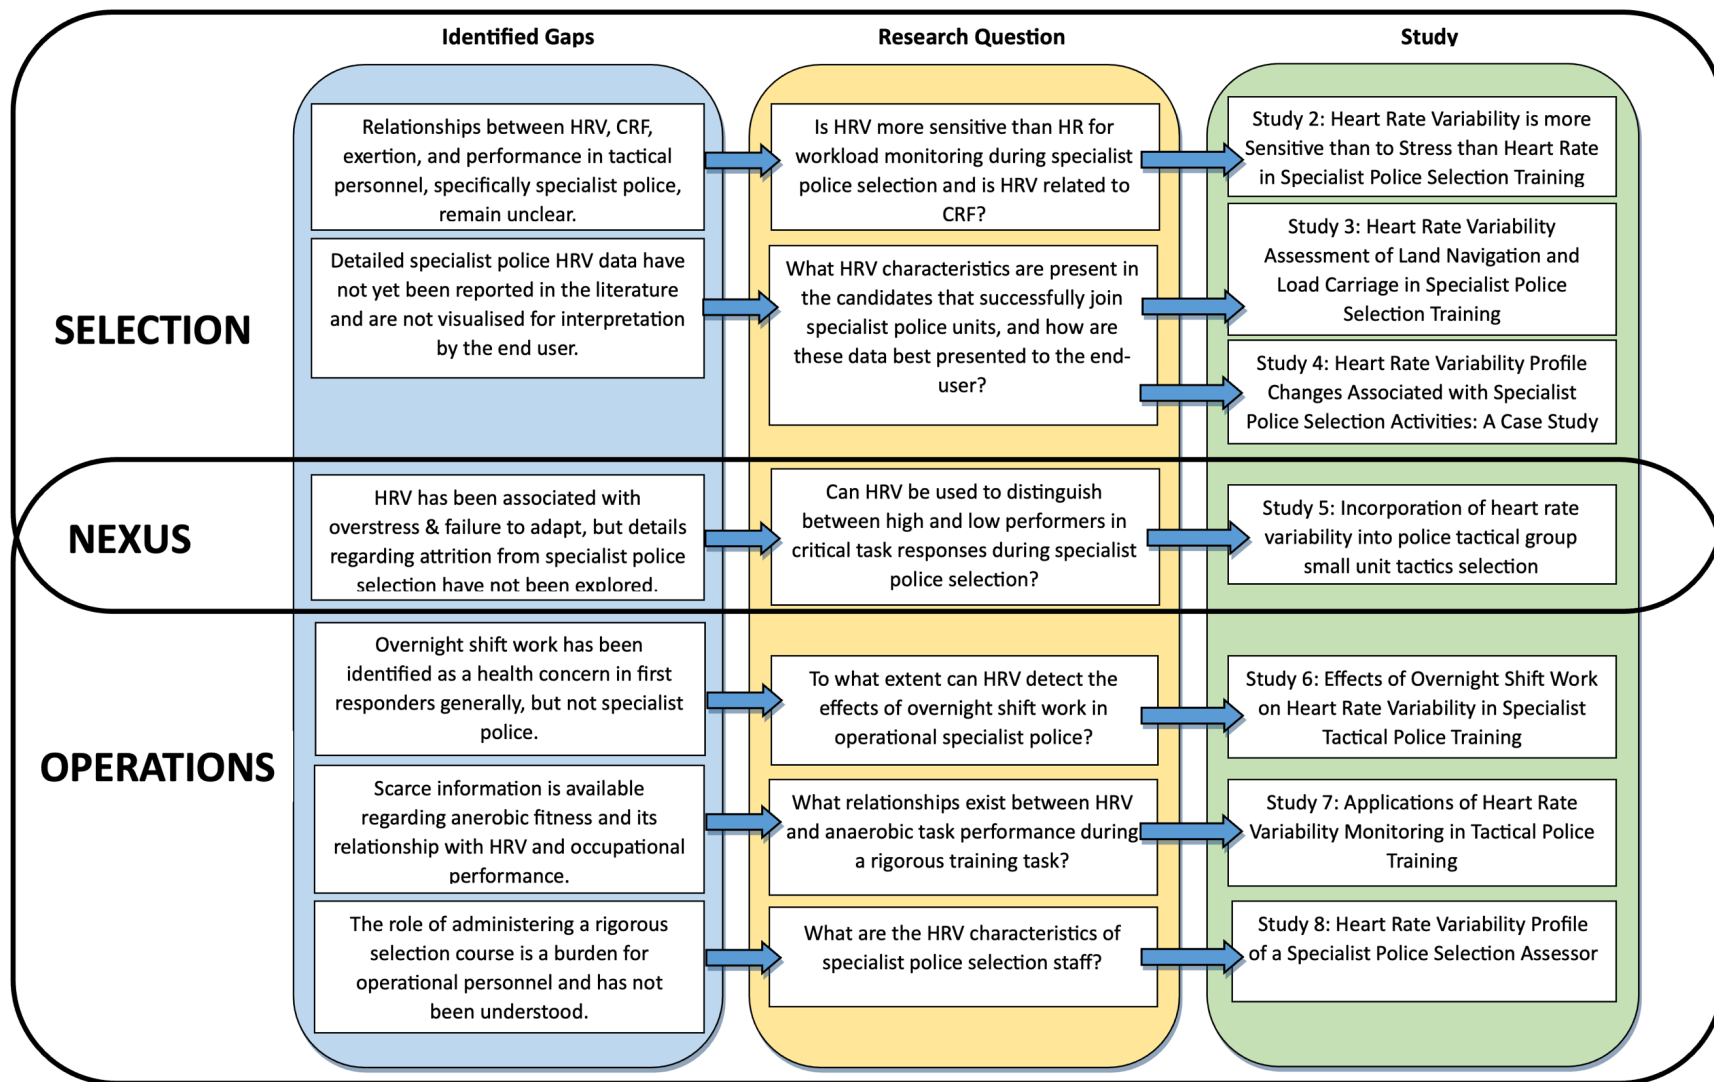 Identified Gaps
Research Question
Study
SELECTION
Relationships between HRV, CRF,
exertion, and performance in tactical
personnel, specifically specialist police,
remain unclear.
Is HRV more sensitive than HR for
workload monitoring during specialist
police selection and is HRV related to
CRF?
Study 2: Heart Rate Variability is more
Sensitive than to Stress than Heart Rate
in Specialist Police Selection Training
Detailed specialist police HRV data have
not yet been reported in the literature
and are not visualised for interpretation
by the end user.
What HRV characteristics are present in
the candidates that successfully join
specialist police units, and how are
these data best presented to the end-
user?
Study 3: Heart Rate Variability
Assessment of Land Navigation and
Load Carriage in Specialist Police
Selection Training
Study 4: Heart Rate Variability Profile
Changes Associated with Specialist
Police Selection Activities: A Case Study
NEXUS
HRV has been associated with
overstress & failure to adapt, but details
regarding attrition from specialist police
selection have not been explored.
Can HRV be used to distinguish
between high and low performers in
critical task responses during specialist
police selection?
Study 5: Incorporation of heart rate
variability into police tactical group
small unit tactics selection
OPERATIONS
Overnight shift work has been
identified as a health concern in first
responders generally, but not specialist
police.
To what extent can HRV detect the
effects of overnight shift work in
operational specialist police?
Study 6: Effects of Overnight Shift Work
on Heart Rate Variability in Specialist
Tactical Police Training
Scarce information is available
regarding anerobic fitness and its
relationship with HRV and occupational
performance.
What relationships exist between HRV
and anaerobic task performance during
a rigorous training task?
Study 7: Applications of Heart Rate
Variability Monitoring in Tactical Police
Training
The role of administering a rigorous
selection course is a burden for
operational personnel and has not
been understood.
What are the HRV characteristics of
specialist police selection staff?
Study 8: Heart Rate Variability Profile
of a Specialist Police Selection Assessor